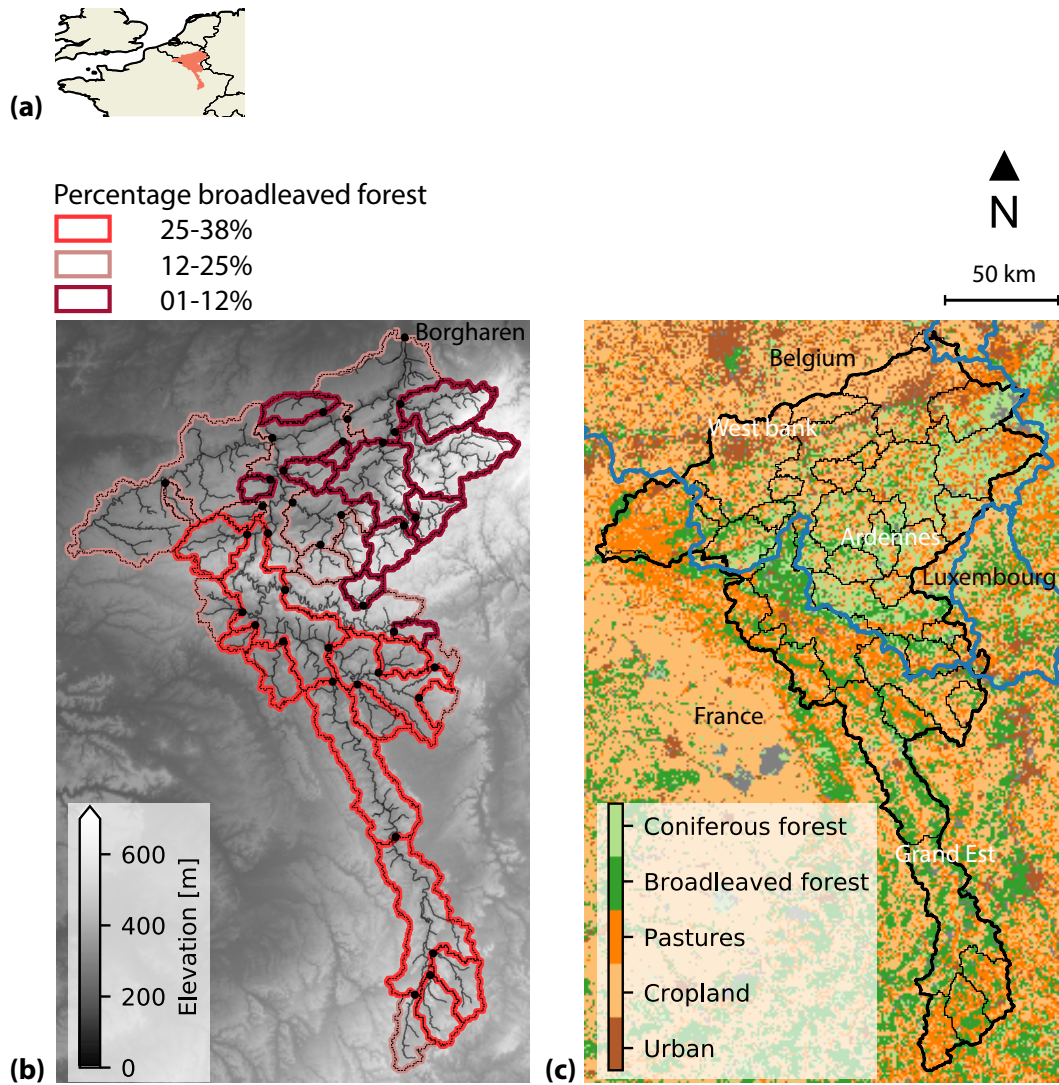 (a)
Percentage broadleaved forest
25-38%
12-25%
01-12%
N
50 km
Borgharen
600
400
200
0
Elevation [m]
(b)
Belgium
West bank
Ardennes
Luxembourg
France
Grand Est
Coniferous forest
Broadleaved forest
Pastures
Cropland
Urban
(c)